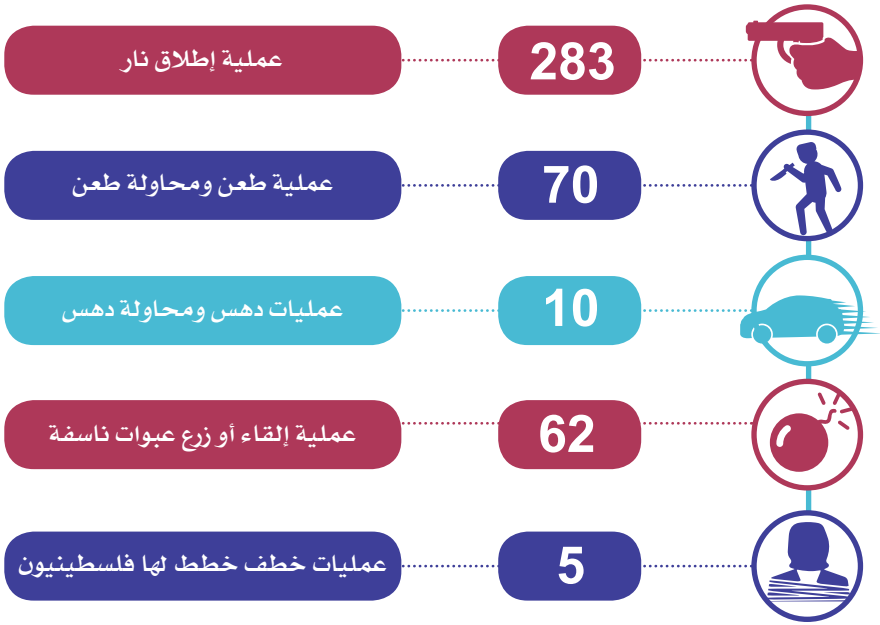 283 عملية إطلاق نار
70 عملية طعن ومحاولة طعن
10 عمليات دهس ومحاولة دهس
62 عملية إلقاء أو زرع عبوات ناسفة
5 عمليات خطف خطط لها فلسطينيون